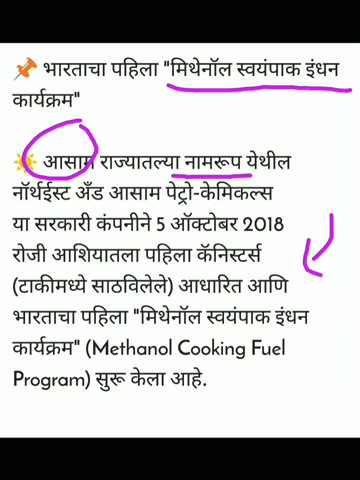 📌 भारताचा पहिला "मिथेनॉल स्वयंपाक इंधन
कार्यक्रम"
☀️ आसाम राज्यातल्या नामरूप येथील
नॉर्थईस्ट अँड आसाम पेट्रो-केमिकल्स
या सरकारी कंपनीने 5 ऑक्टोबर 2018
रोजी आशियातला पहिला कॅनिस्टर्स
(टाकीमध्ये साठविलेले) आधारित आणि
भारताचा पहिला "मिथेनॉल स्वयंपाक इंधन
कार्यक्रम" (Methanol Cooking Fuel
Program) सुरू केला आहे.